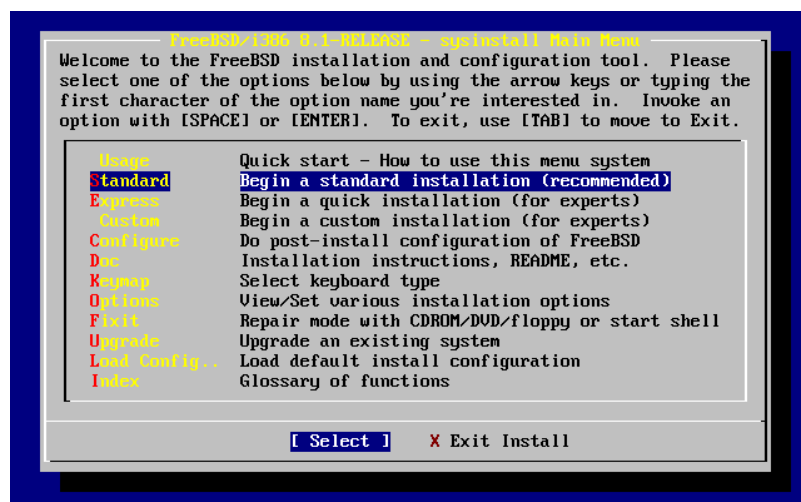 FreeBSD/i386 8.1-RELEASE - sysinstall Main Menu
Welcome to the FreeBSD installation and configuration tool.  Please
select one of the options below by using the arrow keys or typing the
first character of the option name you're interested in.  Invoke an
option with [SPACE] or [ENTER].  To exit, use [TAB] to move to Exit.
Usage Quick start - How to use this menu system
Standard Begin a standard installation (recommended)
Express Begin a quick installation (for experts)
Custom Begin a custom installation (for experts)
Configure Do post-install configuration of FreeBSD
Doc Installation instructions, README, etc.
Keymap Select keyboard type
Options View/Set various installation options
Fixit Repair mode with CDROM/DVD/floppy or start shell
Upgrade Upgrade an existing system
Load Config.. Load default install configuration
Index Glossary of functions
[ Select ] X Exit Install